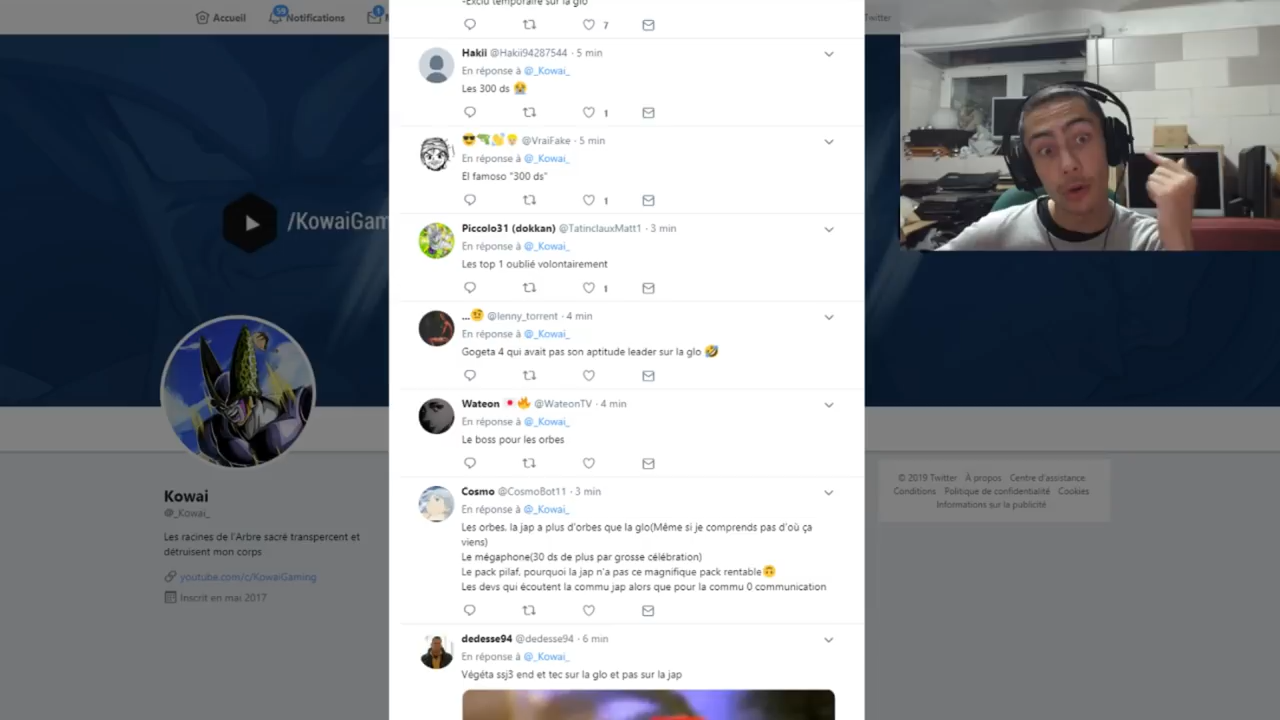 Accueil
59
Notifications
1
Twitter
-Exclu temporaire sur la glo
7
Hakii @Hakii94287544 · 5 min
En réponse à @_Kowai_
Les 300 ds 😭
1
😎🔫👋💡 @VraiFake · 5 min
En réponse à @_Kowai_
El famoso "300 ds"
1
Piccolo31 (dokkan) @TatinclauxMatt1 · 3 min
En réponse à @_Kowai_
Les top 1 oublié volontairement
1
...🤨 @lenny_torrent · 4 min
En réponse à @_Kowai_
Gogeta 4 qui avait pas son aptitude leader sur la glo 🤣
Wateon 🇯🇵🔥 @WateonTV · 4 min
En réponse à @_Kowai_
Le boss pour les orbes
Cosmo @CosmoBot11 · 3 min
En réponse à @_Kowai_
Les orbes, la jap a plus d'orbes que la glo(Même si je comprends pas d'où ça
viens)
Le mégaphone(30 ds de plus par grosse célébration)
Le pack pilaf, pourquoi la jap n'a pas ce magnifique pack rentable🙃
Les devs qui écoutent la commu jap alors que pour la commu 0 communication
dedesse94 @dedesse94 · 6 min
En réponse à @_Kowai_
Végéta ssj3 end et tec sur la glo et pas sur la jap
/KowaiGam
Kowai
@_Kowai_
Les racines de l'Arbre sacré transpercent et
détruisent mon corps
youtube.com/c/KowaiGaming
Inscrit en mai 2017
© 2019 Twitter À propos Centre d'assistance
Conditions Politique de confidentialité Cookies
Informations sur la publicité